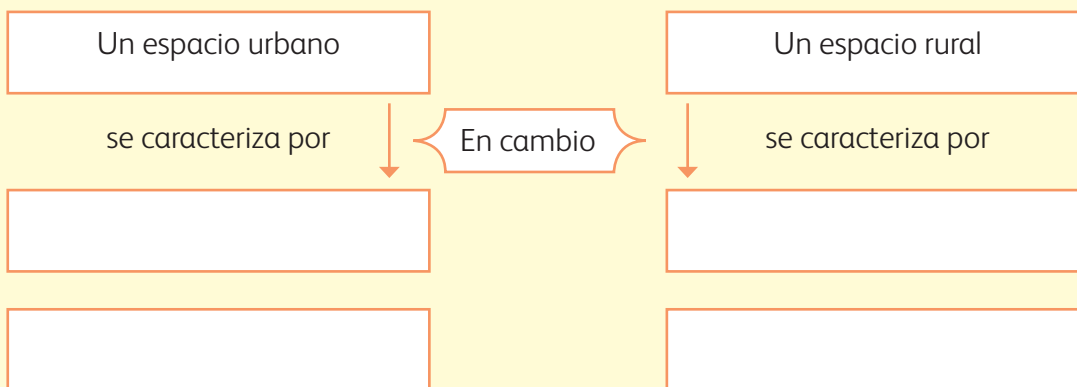 Un espacio urbano
Un espacio rural
se caracteriza por
En cambio
se caracteriza por